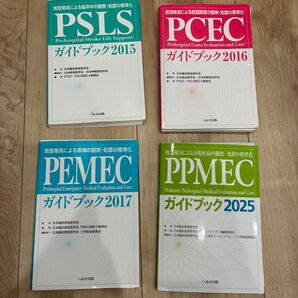 救急隊員による脳卒中の観察・処置の標準化
PSLS
Prehospital Stroke Life Support
ガイドブック2015
へるす出版
救急隊員による意識障害の観察・処置の標準化
PCEC
Prehospital Coma Evaluation and Care
ガイドブック2016
へるす出版
救急隊員による疾病の観察・処置の標準化
PEMEC
Prehospital Emergency Medical Evaluation and Care
ガイドブック2017
へるす出版
救急隊員による小児疾病の観察・処置の標準化
PPMEC
Pediatric Prehospital Medical Evaluation and Care
ガイドブック2025
へるす出版